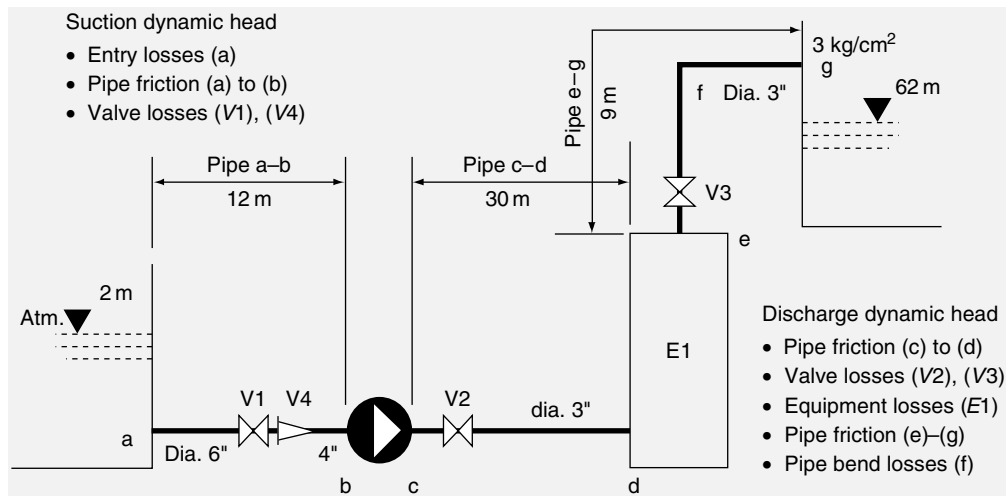 Suction dynamic head
• Entry losses (a)
• Pipe friction (a) to (b)
• Valve losses (V1), (V4)
Pipe a–b
12 m
Pipe c–d
30 m
Pipe e–g
9 m
3 kg/cm²
g
f Dia. 3"
62 m
V3
e
2 m
Atm.
E1
a
Dia. 6"
V1
V4
4"
b
c
V2
dia. 3"
d
Discharge dynamic head
• Pipe friction (c) to (d)
• Valve losses (V2), (V3)
• Equipment losses (E1)
• Pipe friction (e)–(g)
• Pipe bend losses (f)